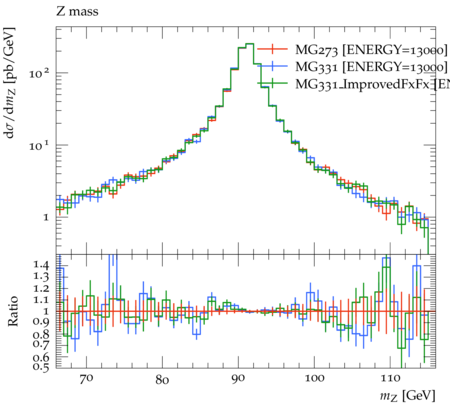 Z mass
dσ/dm_Z [pb/GeV]
MG273 [ENERGY=13000]
MG331 [ENERGY=13000]
MG331_ImprovedFxFx [EN
10^2
10^1
1
Ratio
1.4
1.3
1.2
1.1
1
0.9
0.8
0.7
0.6
0.5
70 80 90 100 110
m_Z [GeV]